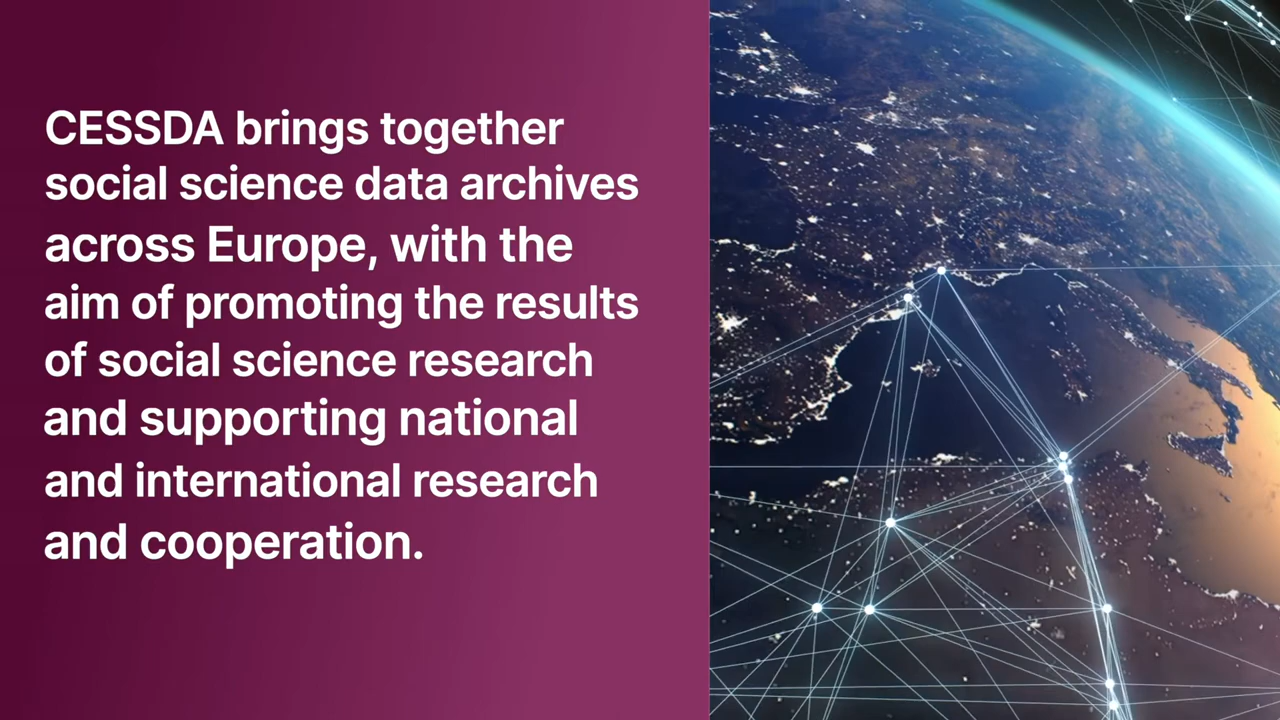 CESSDA brings together
social science data archives
across Europe, with the
aim of promoting the results
of social science research
and supporting national
and international research
and cooperation.